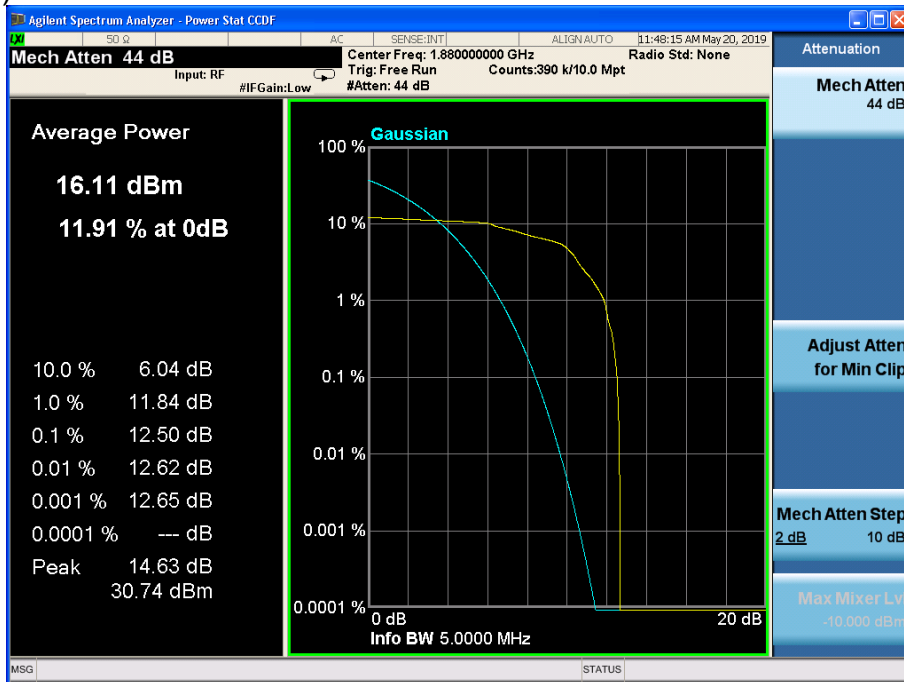 Agilent Spectrum Analyzer - Power Stat CCDF
LXI 50 Ω AC SENSE:INT ALIGN AUTO 11:48:15 AM May 20, 2019
Mech Atten 44 dB
Center Freq: 1.880000000 GHz Radio Std: None
Input: RF Trig: Free Run Counts:390 k/10.0 Mpt
#IFGain:Low #Atten: 44 dB
Attenuation
Mech Atten
44 dB
Average Power
16.11 dBm
11.91 % at 0dB
10.0 % 6.04 dB
1.0 % 11.84 dB
0.1 % 12.50 dB
0.01 % 12.62 dB
0.001 % 12.65 dB
0.0001 % --- dB
Peak 14.63 dB
30.74 dBm
Gaussian
100 %
10 %
1 %
0.1 %
0.01 %
0.001 %
0.0001 %
0 dB 20 dB
Info BW 5.0000 MHz
Adjust Atten
for Min Clip
Mech Atten Step
2 dB 10 dB
Max Mixer Lvl
-10.000 dBm
MSG STATUS